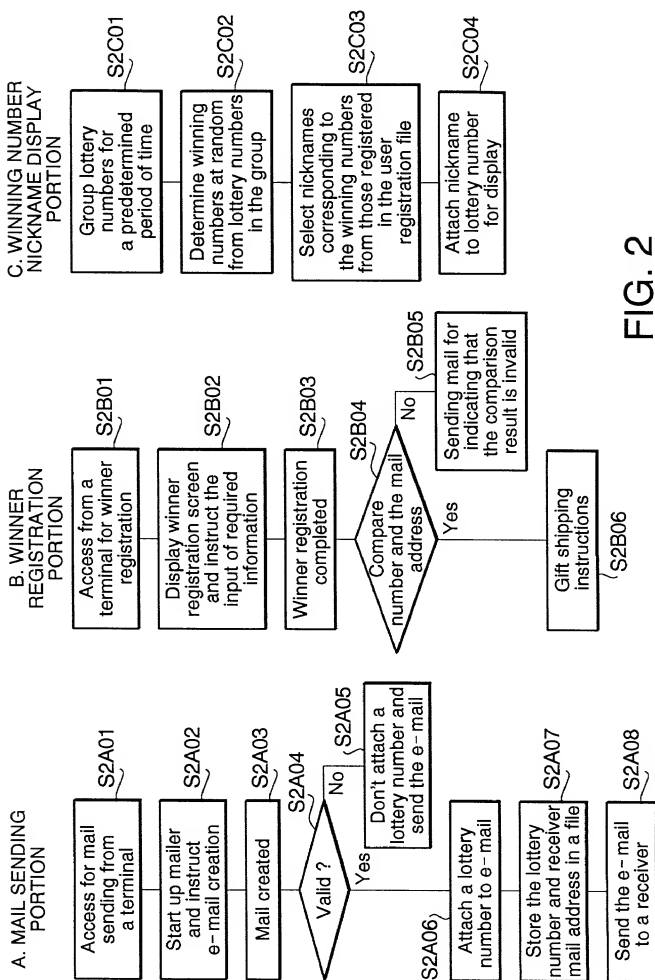 A. MAIL SENDING
PORTION
Access for mail
sending from
a terminal
S2A01
Start up mailer
and instruct
e-mail creation
S2A02
Mail created
S2A03
Valid ?
S2A04
No
Don't attach a
lottery number and
send the e-mail
S2A05
Yes
S2A06
Attach a lottery
number to e-mail
Store the lottery
number and receiver
mail address in a file
S2A07
Send the e-mail
to a receiver
S2A08
B. WINNER
REGISTRATION
PORTION
Access from a
terminal for winner
registration
S2B01
Display winner
registration screen
and instruct the
input of required
information
S2B02
Winner registration
completed
S2B03
Compare
number and the mail
address
S2B04
No
Sending mail for
indicating that
the comparison
result is invalid
S2B05
Yes
Gift shipping
instructions
S2B06
C. WINNING NUMBER
NICKNAME DISPLAY
PORTION
Group lottery
numbers for
a predetermined
period of time
S2C01
Determine winning
numbers at random
from lottery numbers
in the group
S2C02
Select nicknames
corresponding to
the winning numbers
from those registered
in the user
registration file
S2C03
Attach nickname
to lottery number
for display
S2C04
FIG. 2